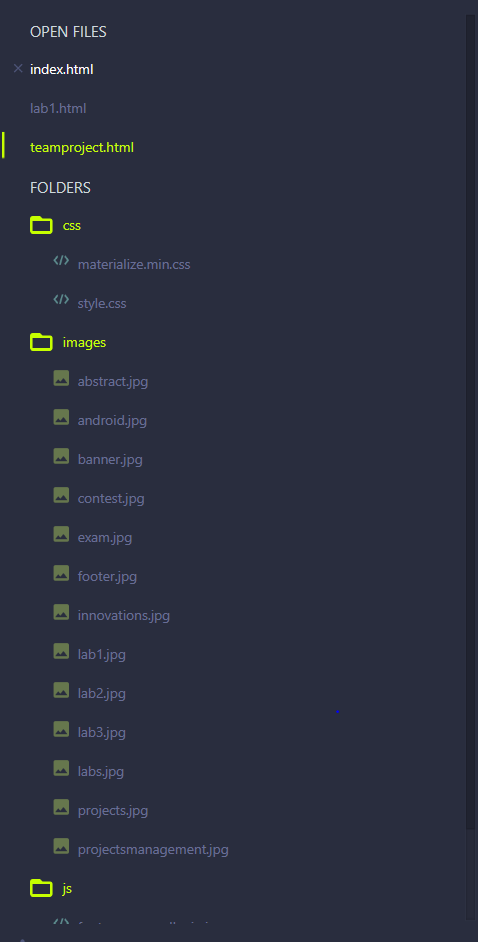 OPEN FILES
index.html
lab1.html
teamproject.html
FOLDERS
css
materialize.min.css
style.css
images
abstract.jpg
android.jpg
banner.jpg
contest.jpg
exam.jpg
footer.jpg
innovations.jpg
lab1.jpg
lab2.jpg
lab3.jpg
labs.jpg
projects.jpg
projectsmanagement.jpg
js